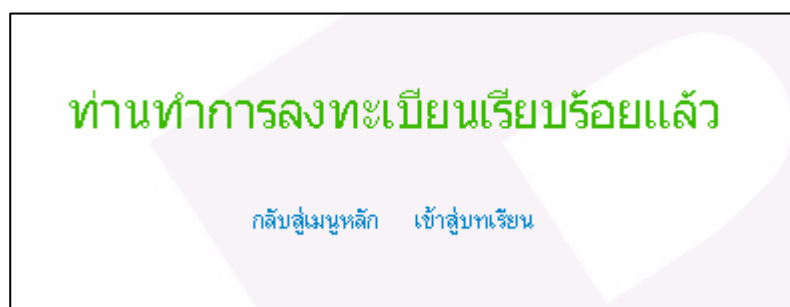 ท่านทำการลงทะเบียนเรียบร้อยแล้ว
กลับสู่เมนูหลัก เข้าสู่บทเรียน